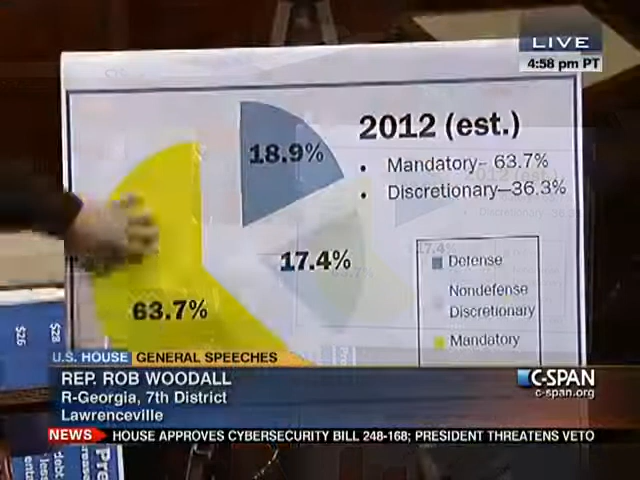 LIVE
4:58 pm PT
2012 (est.)
18.9%
• Mandatory– 63.7%
• Discretionary—36.3%
17.4%
63.7%
Defense
Nondefense
Discretionary
Mandatory
U.S. HOUSE GENERAL SPEECHES
REP. ROB WOODALL
R-Georgia, 7th District
Lawrenceville
C-SPAN
c-span.org
NEWS HOUSE APPROVES CYBERSECURITY BILL 248-168; PRESIDENT THREATENS VETO
$26
$28